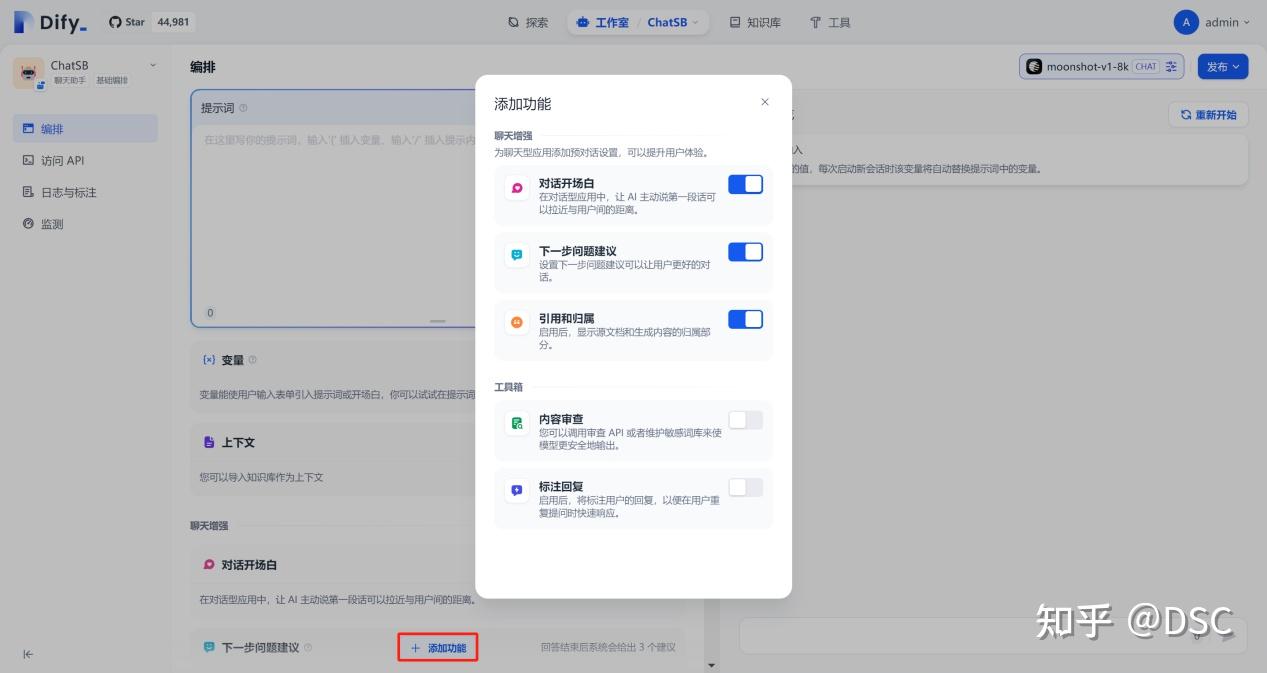 Dify_
Star 44,981
探索
工作室 / ChatSB
知识库
工具
A admin
ChatSB
聊天助手 基础编排
编排
访问 API
日志与标注
监测
编排
moonshot-v1-8k CHAT
发布
提示词
在这里写你的提示词，输入'{' 插入变量、输入'/' 插入提示内
0
变量
变量能使用户输入表单引入提示词或开场白，你可以试试在提示词
上下文
您可以导入知识库作为上下文
聊天增强
对话开场白
在对话型应用中，让 AI 主动说第一段话可以拉近与用户间的距离。
下一步问题建议
+ 添加功能
回答结束后系统会给出 3 个建议
重新开始
入
的值，每次启动新会话时该变量将自动替换提示词中的变量。
添加功能
聊天增强
为聊天型应用添加预对话设置，可以提升用户体验。
对话开场白
在对话型应用中，让 AI 主动说第一段话可
以拉近与用户间的距离。
下一步问题建议
设置下一步问题建议可以让用户更好的对
话。
引用和归属
启用后，显示源文档和生成内容的归属部
分。
工具箱
内容审查
您可以调用审查 API 或者维护敏感词库来使
模型更安全地输出。
标注回复
启用后，将标注用户的回复，以便在用户重
复提问时快速响应。
0
知乎 @DSC